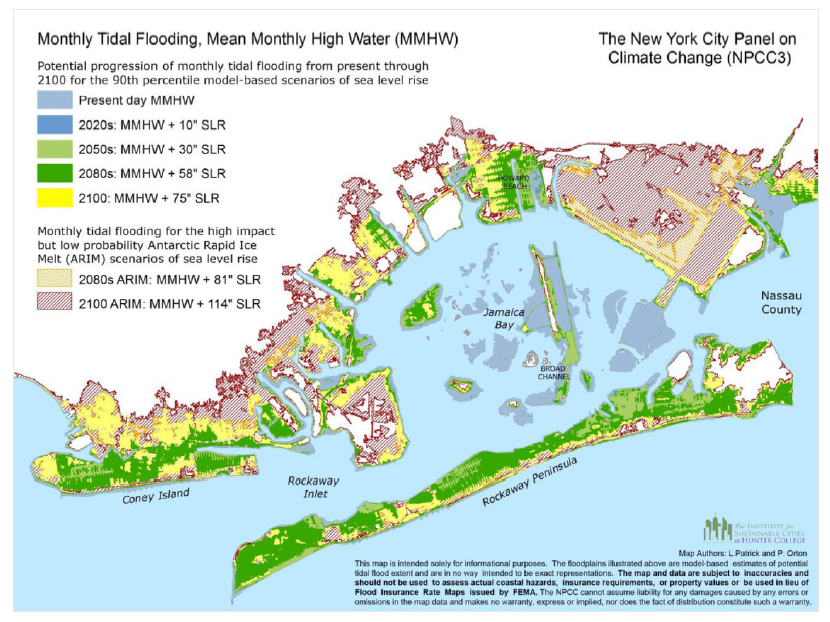 Monthly Tidal Flooding, Mean Monthly High Water (MMHW)
The New York City Panel on
Climate Change (NPCC3)
Potential progression of monthly tidal flooding from present through
2100 for the 90th percentile model-based scenarios of sea level rise
Present day MMHW
2020s: MMHW + 10" SLR
2050s: MMHW + 30" SLR
2080s: MMHW + 58" SLR
2100: MMHW + 75" SLR
Monthly tidal flooding for the high impact
but low probability Antarctic Rapid Ice
Melt (ARIM) scenarios of sea level rise
2080s ARIM: MMHW + 81" SLR
2100 ARIM: MMHW + 114" SLR
HOWARD
BEACH
Nassau
County
Jamaica
Bay
BROAD
CHANNEL
Rockaway
Inlet
Coney Island
Rockaway Peninsula
The INSTITUTE for
SUSTAINABLE CITIES
at HUNTER COLLEGE
Map Authors: L.Patrick and P. Orton
This map is intended solely for informational purposes. The floodplains illustrated above are model-based estimates of potential
tidal flood extent and are in no way intended to be exact representations. The map and data are subject to inaccuracies and
should not be used to assess actual coastal hazards, insurance requirements, or property values or be used in lieu of
Flood Insurance Rate Maps issued by FEMA. The NPCC cannot assume liability for any damages caused by any errors or
omissions in the map data and makes no warranty, express or implied, nor does the fact of distribution constitute such a warranty.